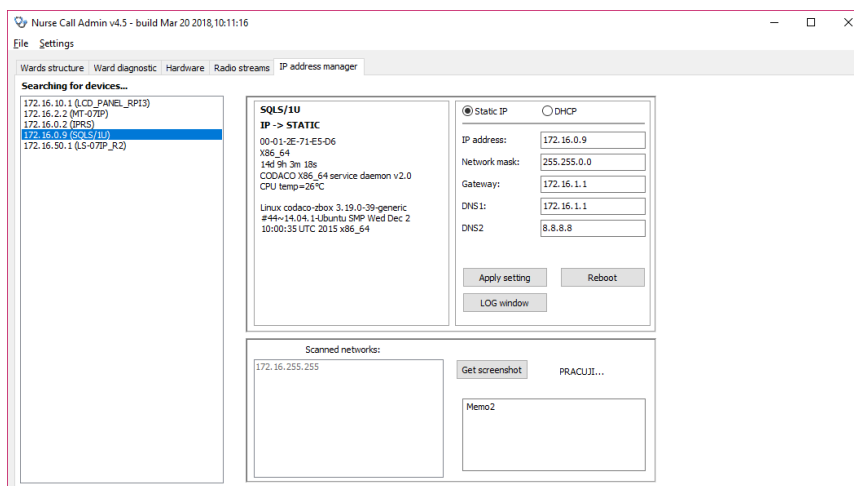 Nurse Call Admin v4.5 - build Mar 20 2018,10:11:16
File Settings
Wards structure Ward diagnostic Hardware Radio streams IP address manager
Searching for devices...
172.16.10.1 (LCD_PANEL_RPI3)
172.16.2.2 (MT-07IP)
172.16.0.2 (IPRS)
172.16.0.9 (SQLS/1U)
172.16.50.1 (LS-07IP_R2)
SQLS/1U
IP -> STATIC
00-01-2E-71-E5-D6
X86_64
14d 9h 3m 18s
CODACO X86_64 service daemon v2.0
CPU temp=26°C
Linux codaco-zbox 3.19.0-39-generic
#44~14.04.1-Ubuntu SMP Wed Dec 2
10:00:35 UTC 2015 x86_64
Static IP DHCP
IP address: 172.16.0.9
Network mask: 255.255.0.0
Gateway: 172.16.1.1
DNS1: 172.16.1.1
DNS2 8.8.8.8
Apply setting Reboot
LOG window
Scanned networks:
172.16.255.255
Get screenshot PRACUJI...
Memo2